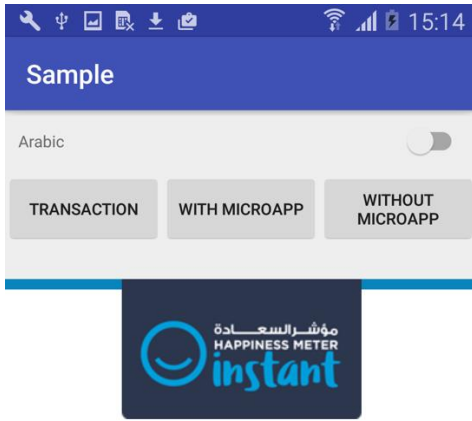 15:14
Sample
Arabic
TRANSACTION
WITH MICROAPP
WITHOUT
MICROAPP
مؤشر السعادة
HAPPINESS METER
instant